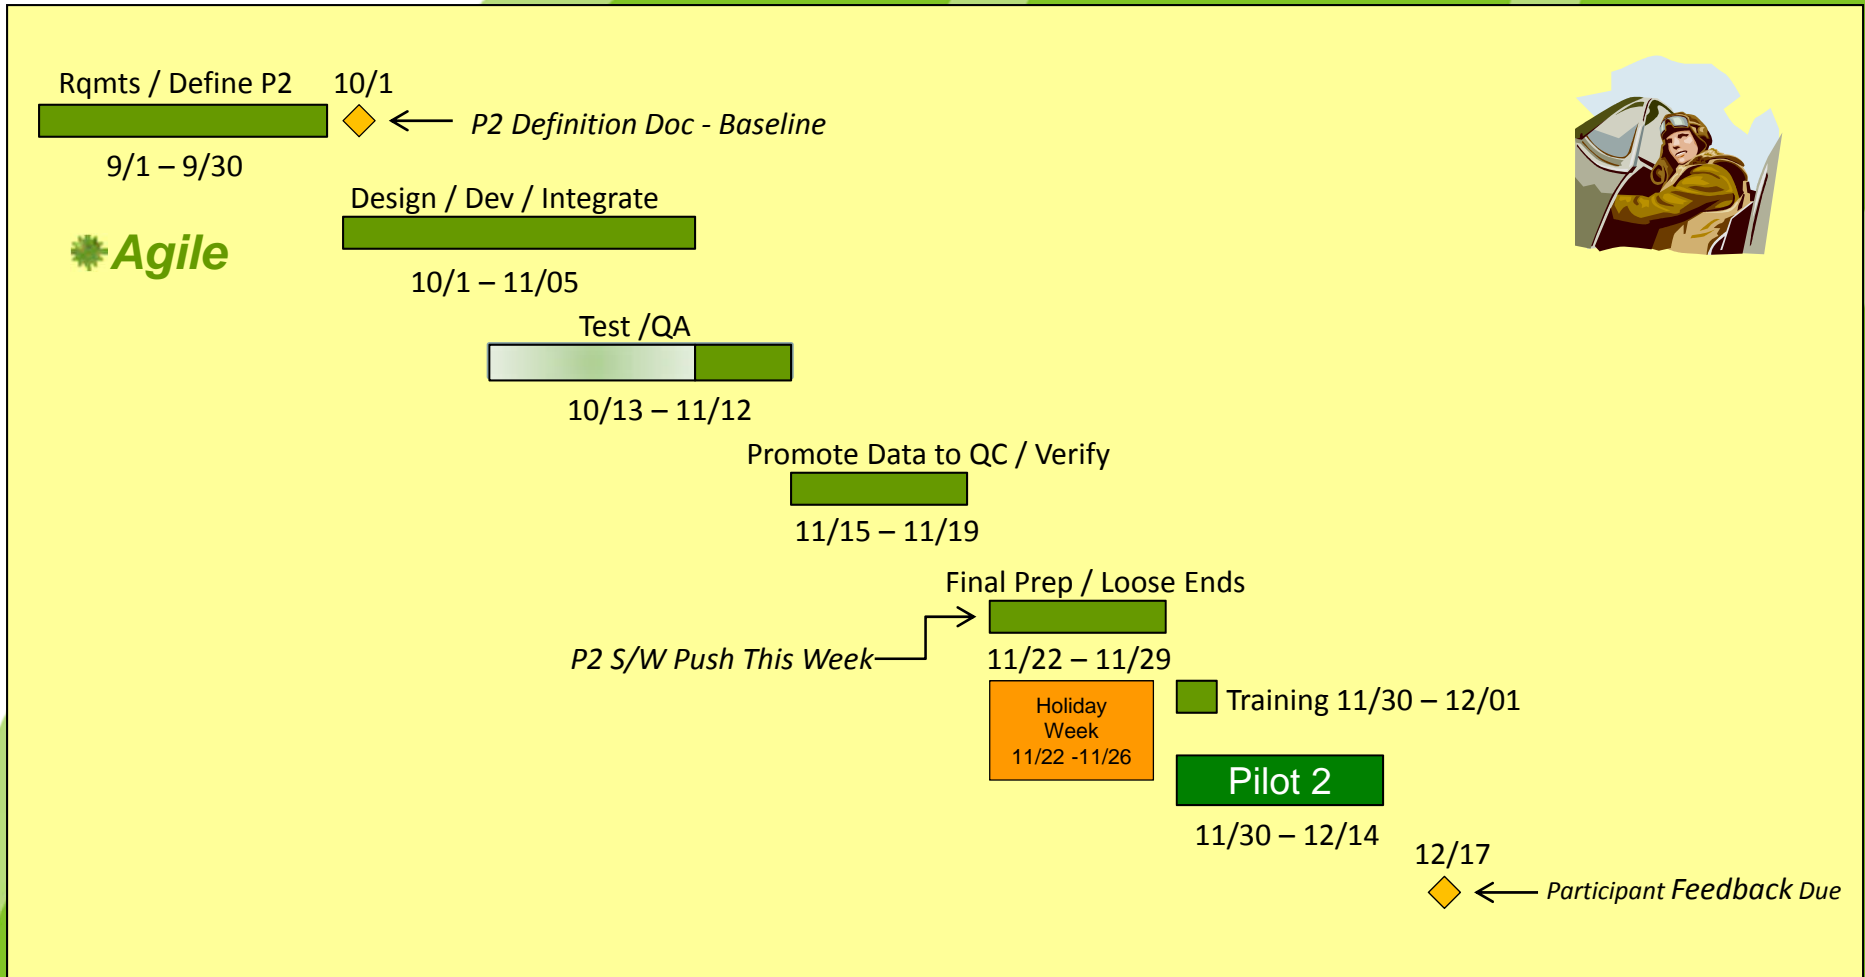 Rqmts / Define P2
10/1
P2 Definition Doc - Baseline
9/1 – 9/30
Design / Dev / Integrate
Agile
10/1 – 11/05
Test /QA
10/13 – 11/12
Promote Data to QC / Verify
11/15 – 11/19
Final Prep / Loose Ends
P2 S/W Push This Week
11/22 – 11/29
Holiday
Week
11/22 -11/26
Training 11/30 – 12/01
Pilot 2
11/30 – 12/14
12/17
Participant Feedback Due